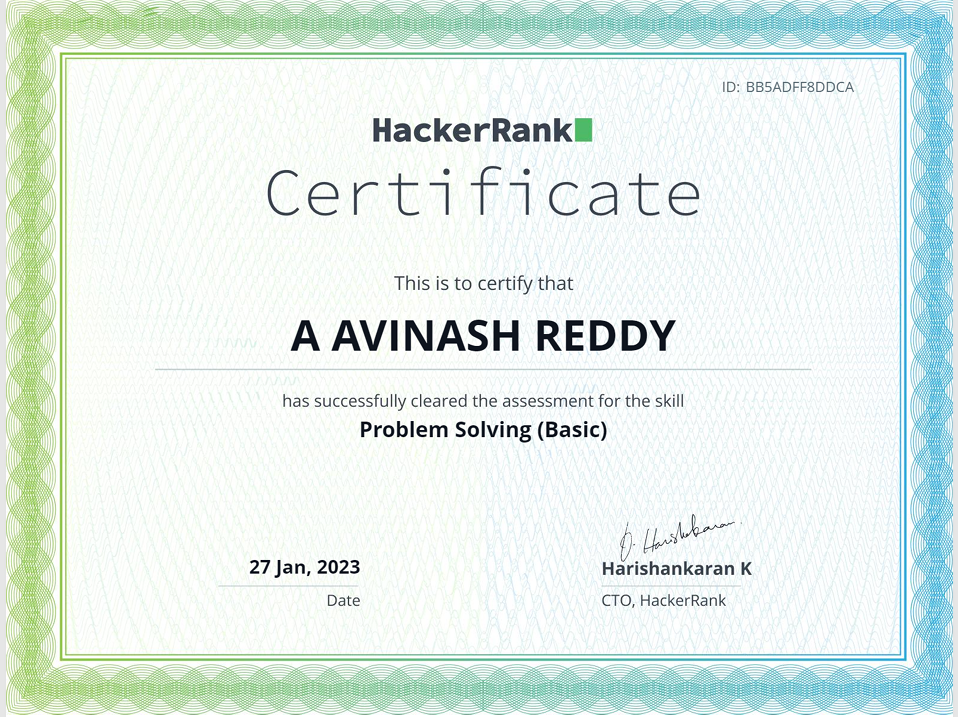 ID: BB5ADFF8DDCA
HackerRank
Certificate
This is to certify that
A AVINASH REDDY
has successfully cleared the assessment for the skill
Problem Solving (Basic)
27 Jan, 2023
Date
Harishankaran
Harishankaran K
CTO, HackerRank